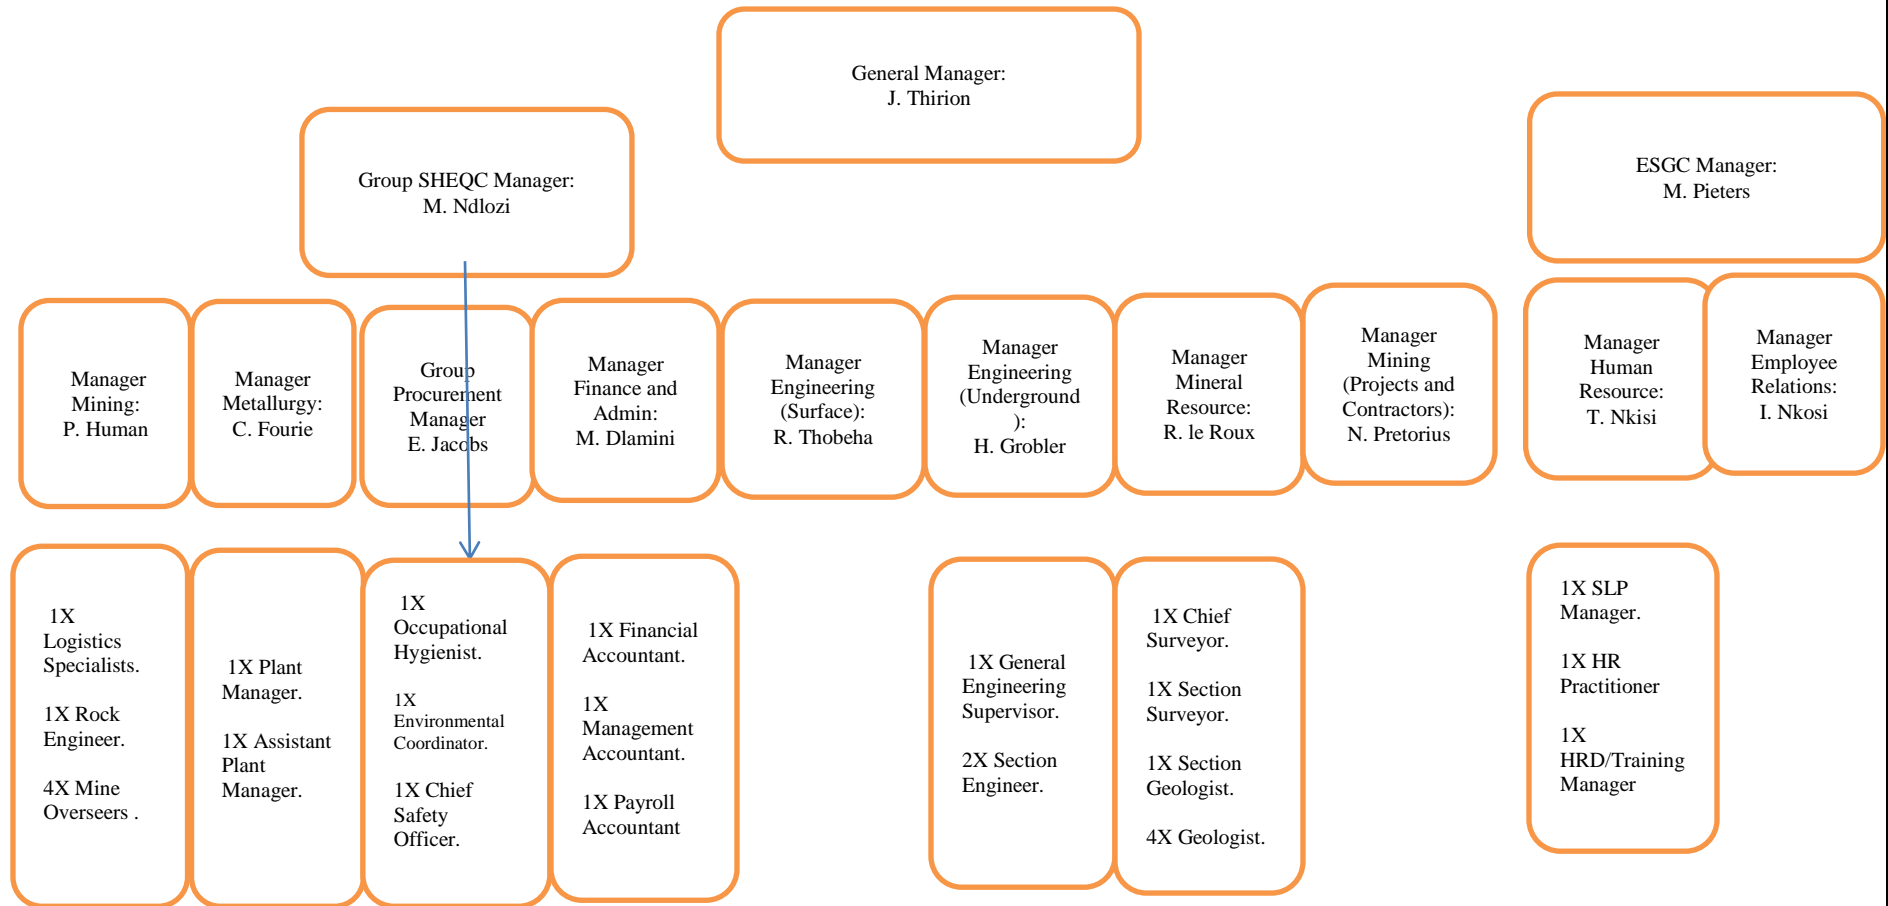 General Manager:
J. Thirion
Group SHEQC Manager:
M. Ndlozi
ESGC Manager:
M. Pieters
Manager
Mining:
P. Human
Manager
Metallurgy:
C. Fourie
Group
Procurement
Manager
E. Jacobs
Manager
Finance and
Admin:
M. Dlamini
Manager
Engineering
(Surface):
R. Thobeha
Manager
Engineering
(Underground
):
H. Grobler
Manager
Mineral
Resource:
R. le Roux
Manager
Mining
(Projects and
Contractors):
N. Pretorius
Manager
Human
Resource:
T. Nkisi
Manager
Employee
Relations:
I. Nkosi
1X
Logistics
Specialists.
1X Rock
Engineer.
4X Mine
Overseers .
1X Plant
Manager.
1X Assistant
Plant
Manager.
1X
Occupational
Hygienist.
1X
Environmental
Coordinator.
1X Chief
Safety
Officer.
1X Financial
Accountant.
1X
Management
Accountant.
1X Payroll
Accountant
1X General
Engineering
Supervisor.
2X Section
Engineer.
1X Chief
Surveyor.
1X Section
Surveyor.
1X Section
Geologist.
4X Geologist.
1X SLP
Manager.
1X HR
Practitioner
1X
HRD/Training
Manager